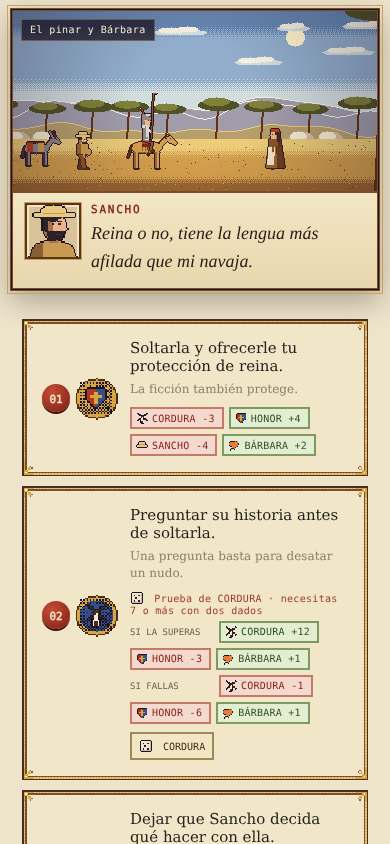 El pinar y Bárbara
SANCHO
Reina o no, tiene la lengua más
afilada que mi navaja.
01
Soltarla y ofrecerle tu
protección de reina.
La ficción también protege.
CORDURA -3
HONOR +4
SANCHO -4
BÁRBARA +2
02
Preguntar su historia antes
de soltarla.
Una pregunta basta para desatar
un nudo.
Prueba de CORDURA · necesitas
7 o más con dos dados
SI LA SUPERAS
CORDURA +12
HONOR -3
BÁRBARA +1
SI FALLAS
CORDURA -1
HONOR -6
BÁRBARA +1
CORDURA
Dejar que Sancho decida
qué hacer con ella.